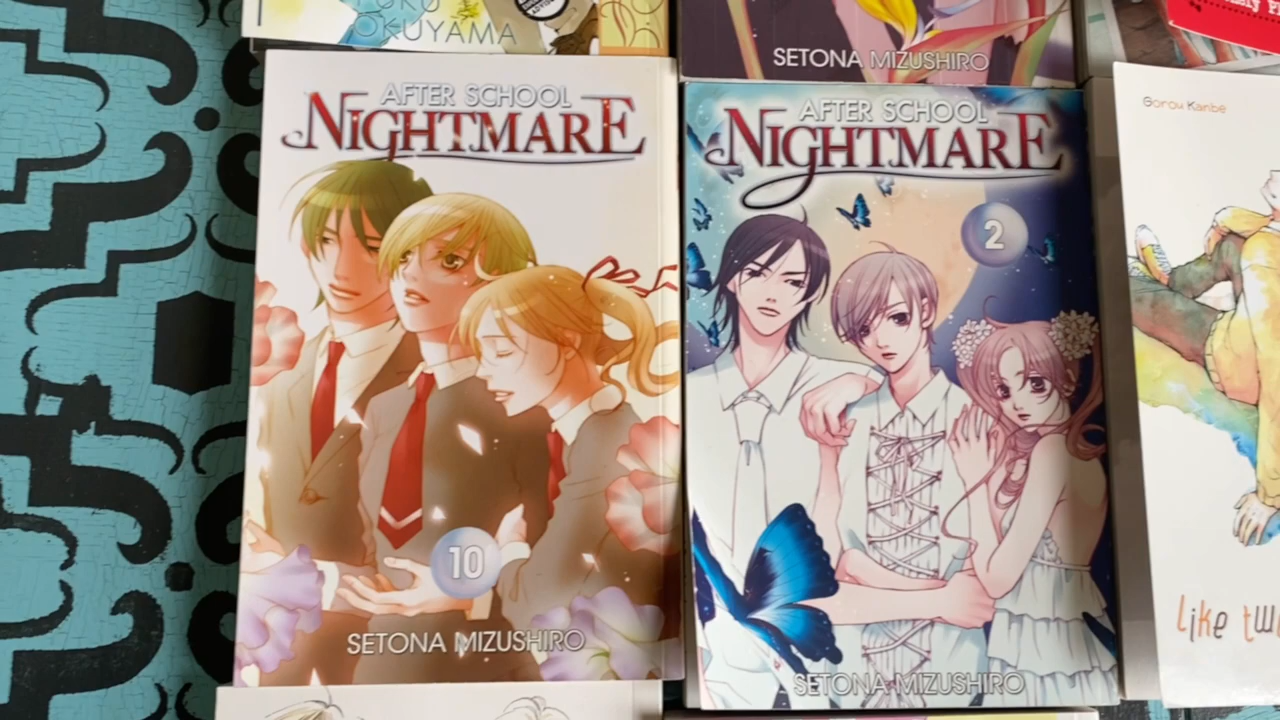 OKUYAMA
SETONA MIZUSHIRO
AFTER SCHOOL
NIGHTMARE
10
SETONA MIZUSHIRO
AFTER SCHOOL
NIGHTMARE
2
SETONA MIZUSHIRO
Gorou Kanbe
like